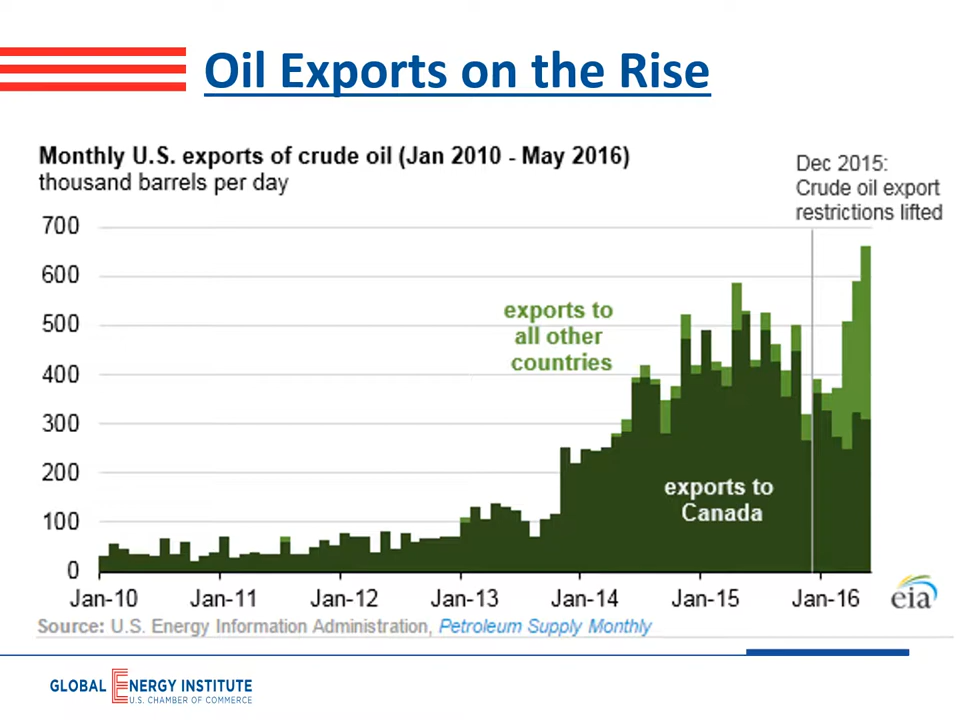 Oil Exports on the Rise
Monthly U.S. exports of crude oil (Jan 2010 - May 2016)
thousand barrels per day
Dec 2015:
Crude oil export
restrictions lifted
700
600
500
400
300
200
100
0
exports to
all other
countries
exports to
Canada
Jan-10
Jan-11
Jan-12
Jan-13
Jan-14
Jan-15
Jan-16
eia
Source: U.S. Energy Information Administration, Petroleum Supply Monthly
GLOBAL ENERGY INSTITUTE
U.S. CHAMBER OF COMMERCE